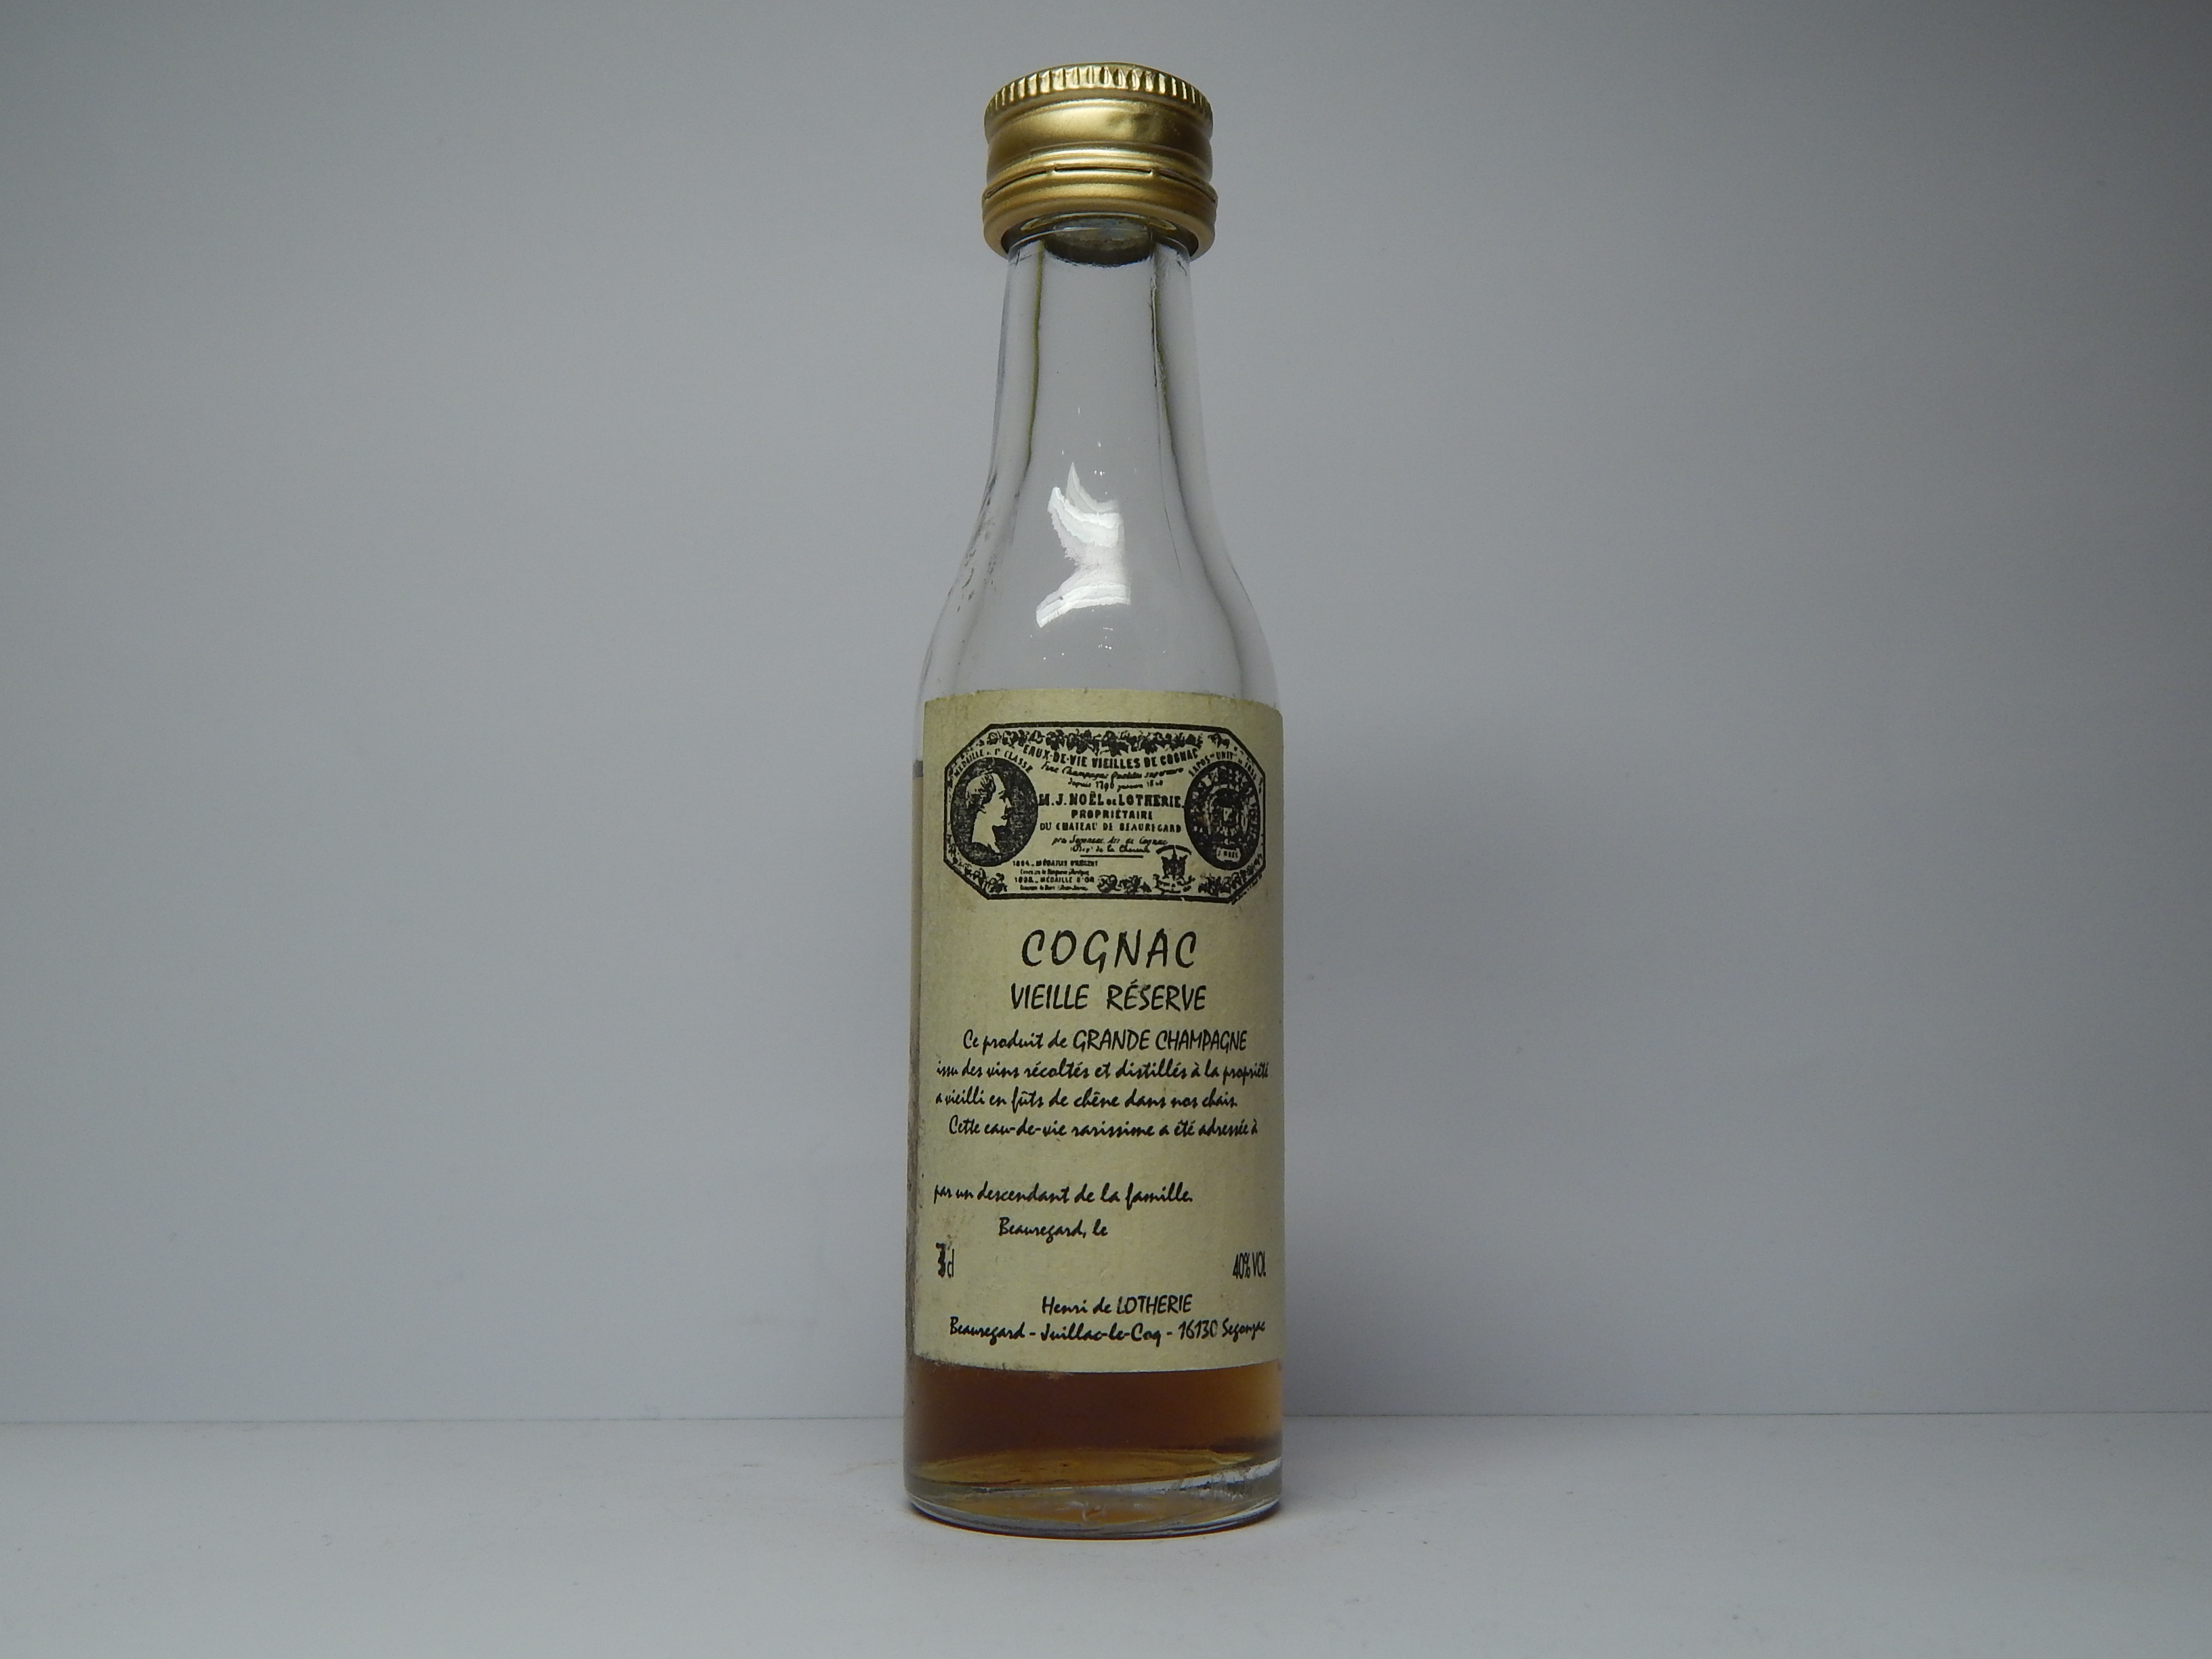 MEDAILLE 1re CLASSE
EAUX-DE-VIE VIEILLES DE COGNAC
M. J. NOËL DE LOTHERIE
PROPRIÉTAIRE
DU CHATEAU DE BEAUREGARD
COGNAC
VIEILLE RÉSERVE
Ce produit de GRANDE CHAMPAGNE
issu des vins récoltés et distillés à la propriété
a vieilli en fûts de chêne dans nos chais.
Cette eau-de-vie rarissime a été adressée à
par un descendant de la famille.
Beauregard, le
3cl 40% VOL
Henri de LOTHERIE
Beauregard - Juillac-le-Coq - 16130 Segonzac